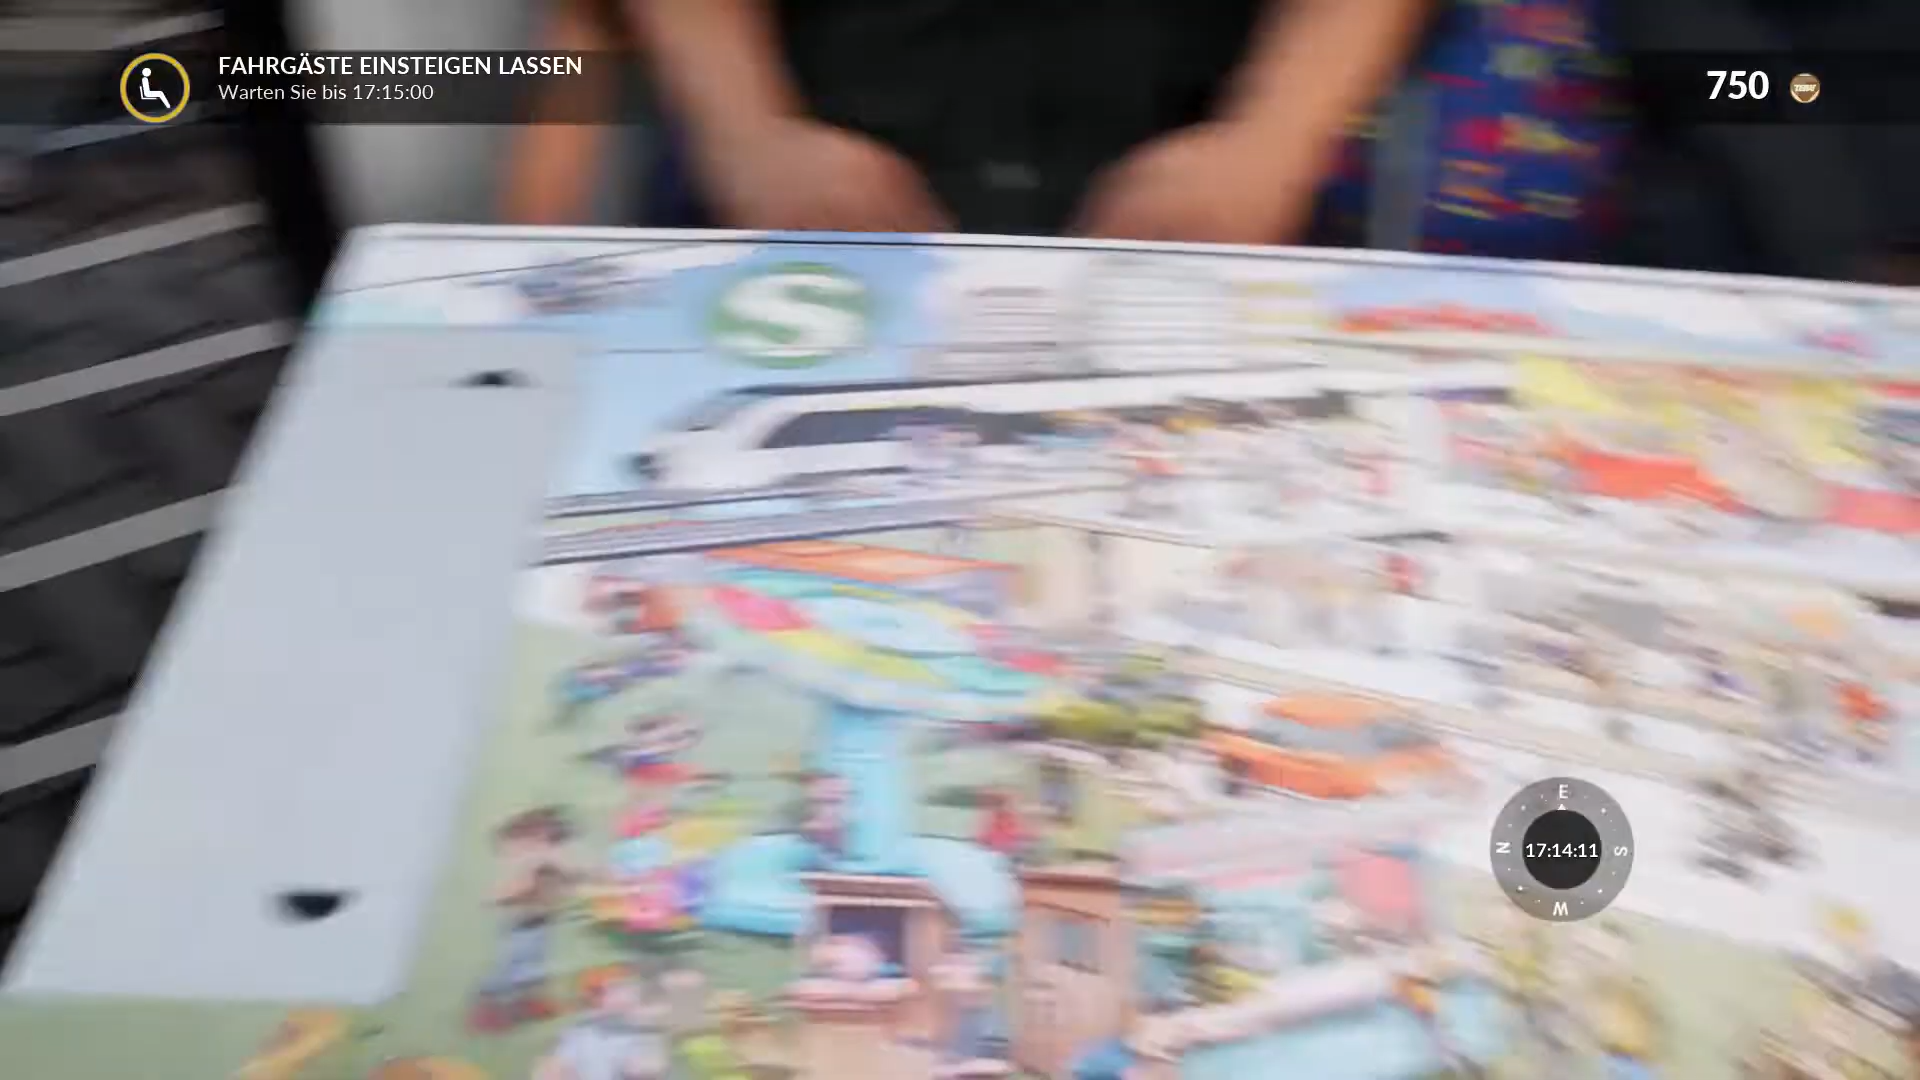 FAHRGÄSTE EINSTEIGEN LASSEN
Warten Sie bis 17:15:00
750
S
E
N
17:14:11
S
W